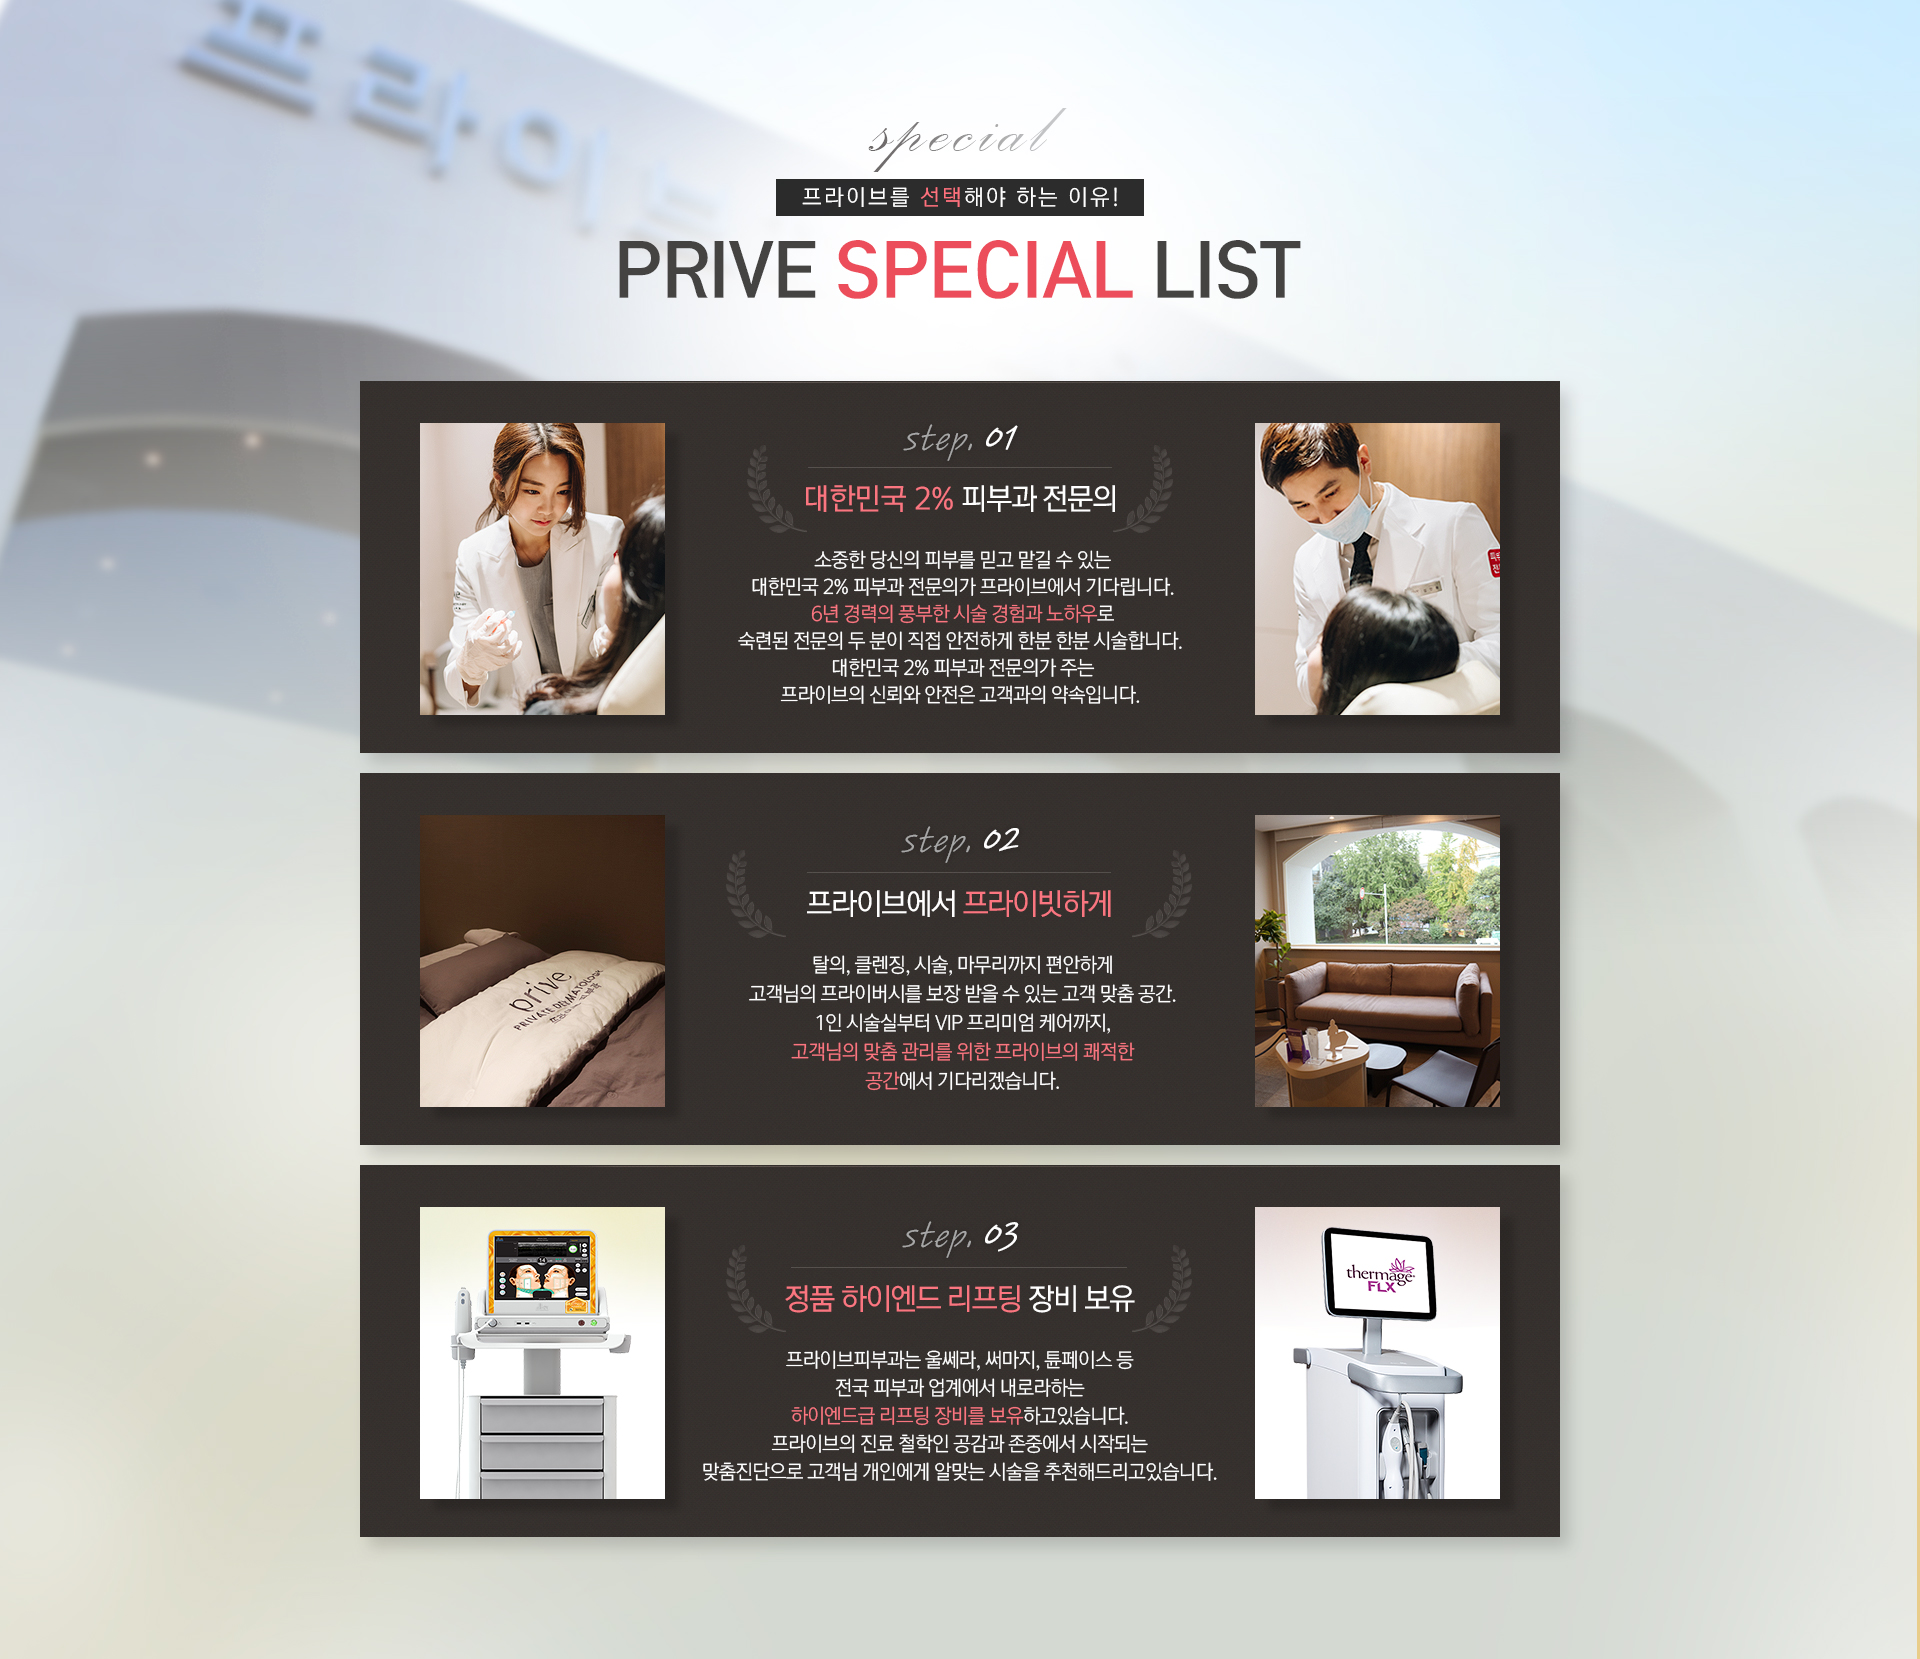 프라이브
special
프라이브를 선택해야 하는 이유!
PRIVE SPECIAL LIST
step. 01
대한민국 2% 피부과 전문의
소중한 당신의 피부를 믿고 맡길 수 있는
대한민국 2% 피부과 전문의가 프라이브에서 기다립니다.
6년 경력의 풍부한 시술 경험과 노하우로
숙련된 전문의 두 분이 직접 안전하게 한분 한분 시술합니다.
대한민국 2% 피부과 전문의가 주는
프라이브의 신뢰와 안전은 고객과의 약속입니다.
step. 02
프라이브에서 프라이빗하게
prive
PRIVATE DERMATOLOGY
탈의, 클렌징, 시술, 마무리까지 편안하게
고객님의 프라이버시를 보장 받을 수 있는 고객 맞춤 공간.
1인 시술실부터 VIP 프리미엄 케어까지,
고객님의 맞춤 관리를 위한 프라이브의 쾌적한
공간에서 기다리겠습니다.
step. 03
정품 하이엔드 리프팅 장비 보유
thermage
FLX
프라이브피부과는 울쎄라, 써마지, 튠페이스 등
전국 피부과 업계에서 내로라하는
하이엔드급 리프팅 장비를 보유하고있습니다.
프라이브의 진료 철학인 공감과 존중에서 시작되는
맞춤진단으로 고객님 개인에게 알맞는 시술을 추천해드리고있습니다.